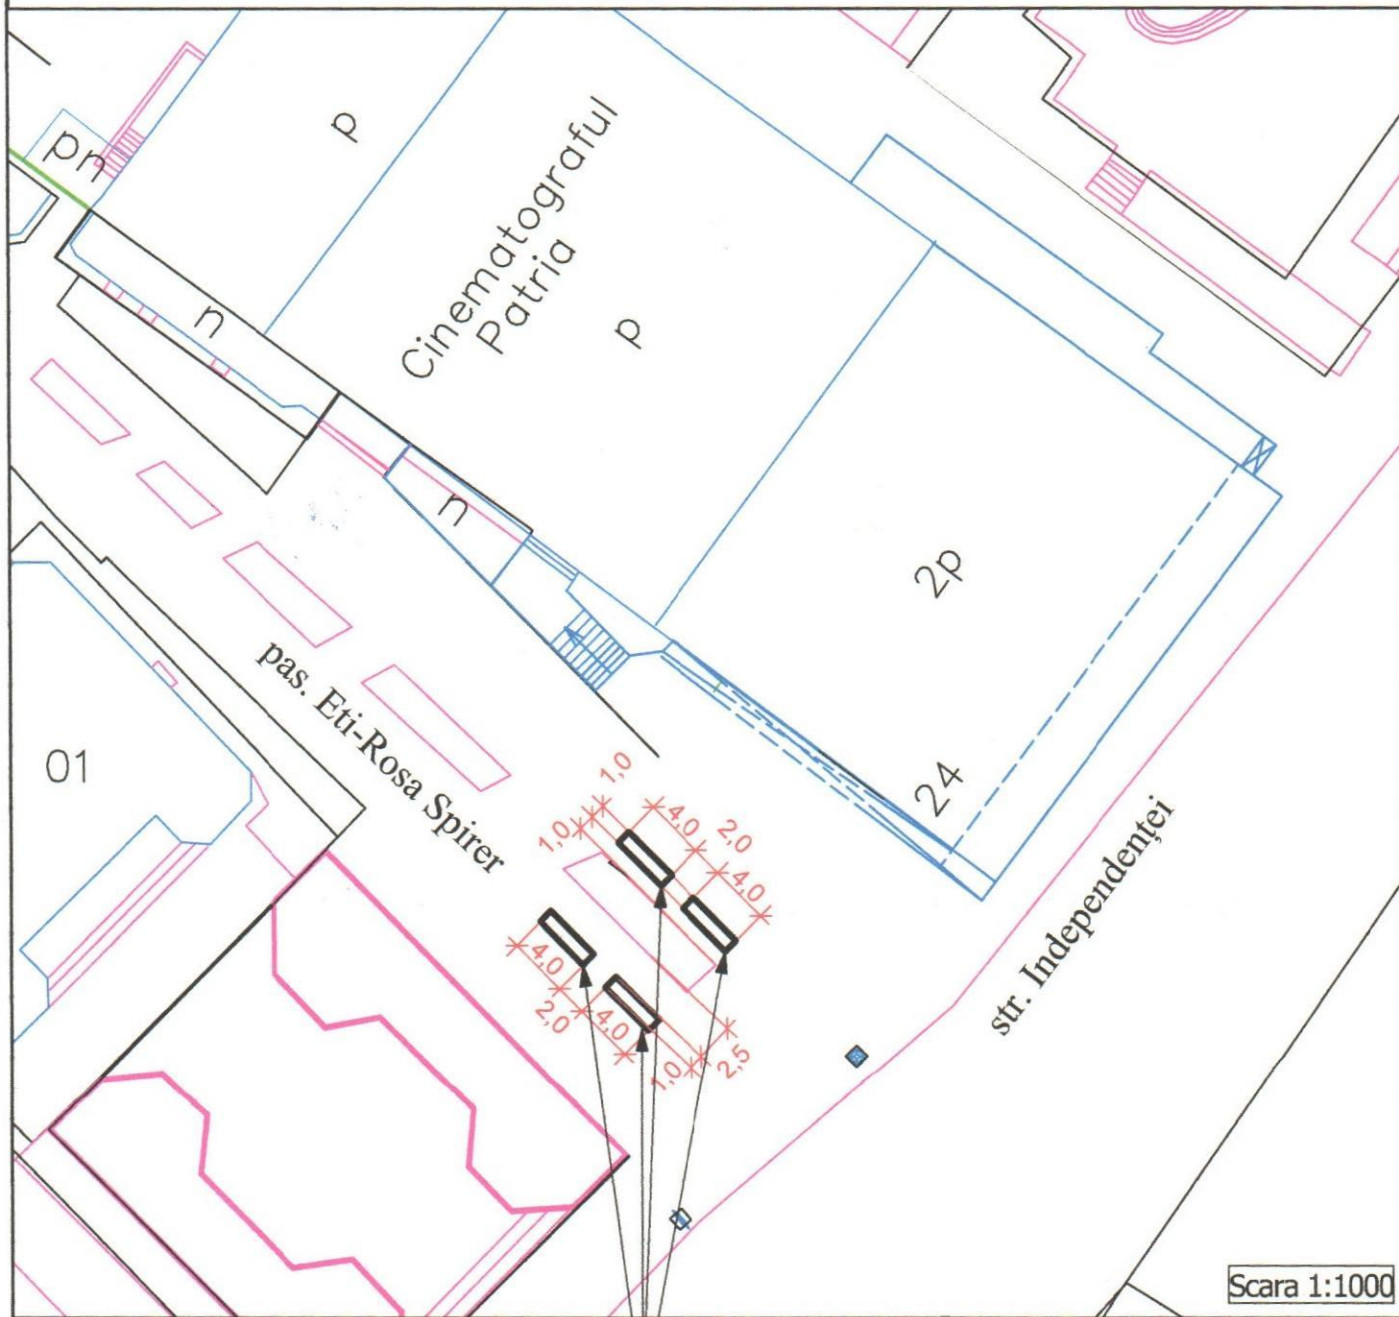 pn
p
Cinematograful
Patria
p
n
n
2p
24
01
pas. Eti-Rosa Spirer
str. Independenței
1,0
1,0
4,0
2,0
4,0
4,0
2,0
4,0
1,0
2,5
Scara 1:1000